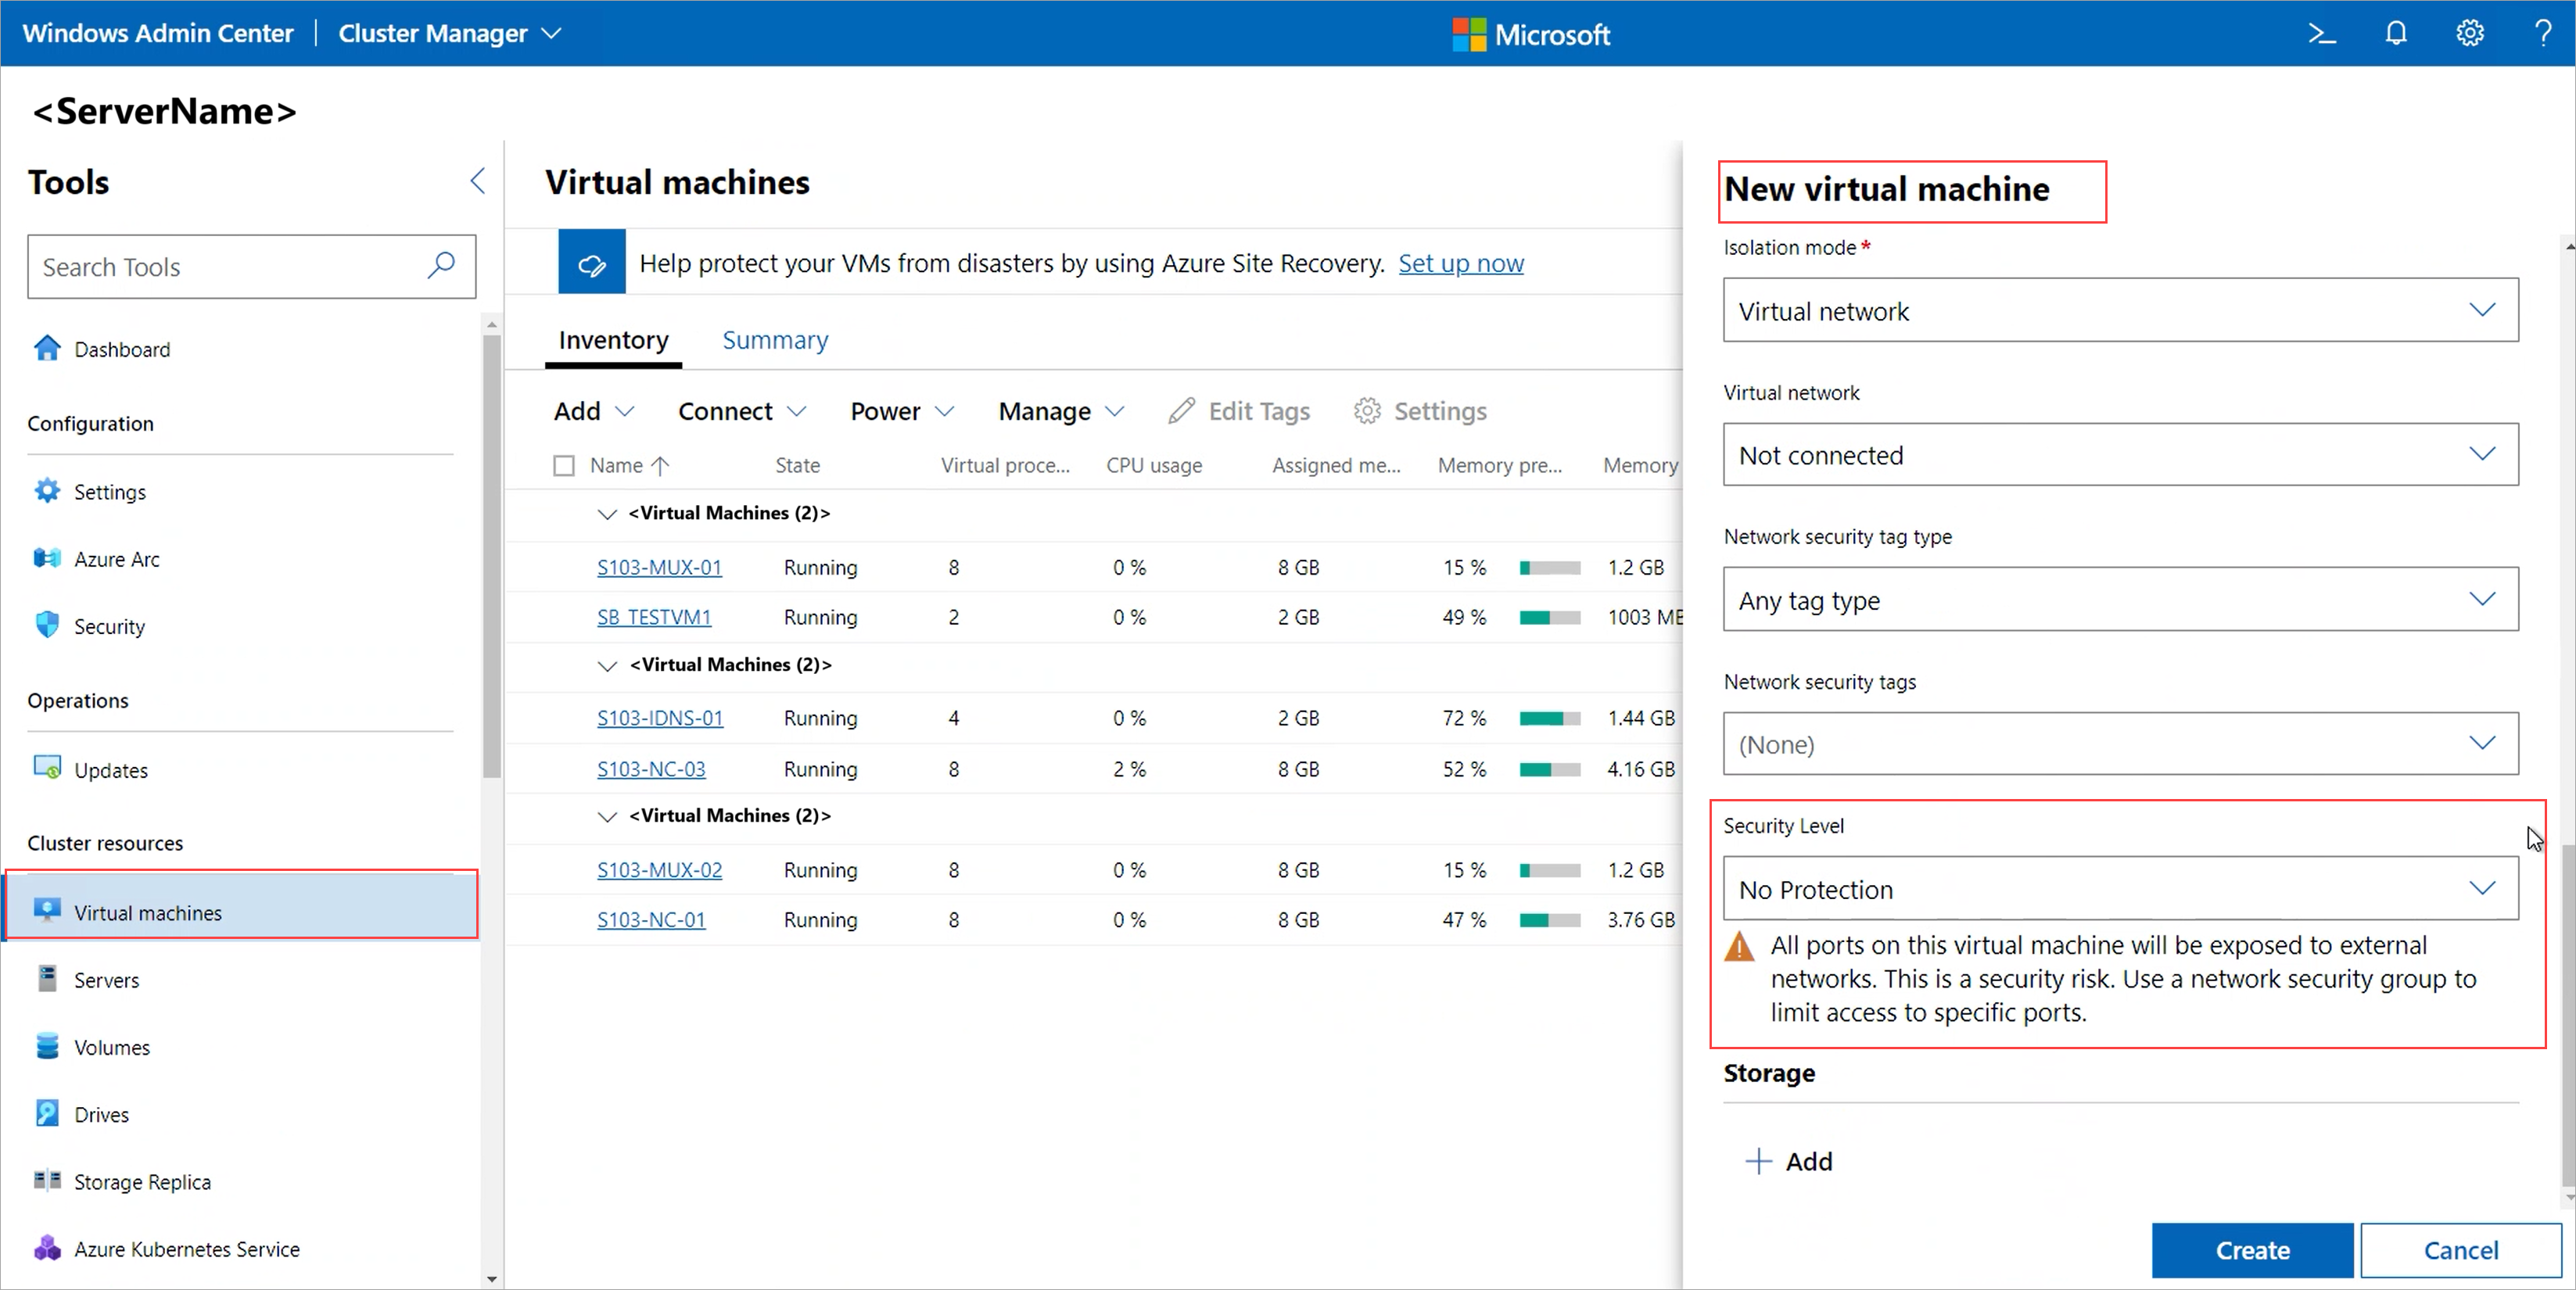 Windows Admin Center | Cluster Manager
Microsoft
>_
?
<ServerName>
Tools
Search Tools
Dashboard
Configuration
Settings
Azure Arc
Security
Operations
Updates
Cluster resources
Virtual machines
Servers
Volumes
Drives
Storage Replica
Azure Kubernetes Service
Virtual machines
Help protect your VMs from disasters by using Azure Site Recovery. Set up now
Inventory Summary
Add Connect Power Manage Edit Tags Settings
Name State Virtual proce... CPU usage Assigned me... Memory pre... Memory
<Virtual Machines (2)>
S103-MUX-01 Running 8 0 % 8 GB 15 % 1.2 GB
SB_TESTVM1 Running 2 0 % 2 GB 49 % 1003 MB
<Virtual Machines (2)>
S103-IDNS-01 Running 4 0 % 2 GB 72 % 1.44 GB
S103-NC-03 Running 8 2 % 8 GB 52 % 4.16 GB
<Virtual Machines (2)>
S103-MUX-02 Running 8 0 % 8 GB 15 % 1.2 GB
S103-NC-01 Running 8 0 % 8 GB 47 % 3.76 GB
New virtual machine
Isolation mode *
Virtual network
Virtual network
Not connected
Network security tag type
Any tag type
Network security tags
(None)
Security Level
No Protection
All ports on this virtual machine will be exposed to external
networks. This is a security risk. Use a network security group to
limit access to specific ports.
Storage
+ Add
Create Cancel